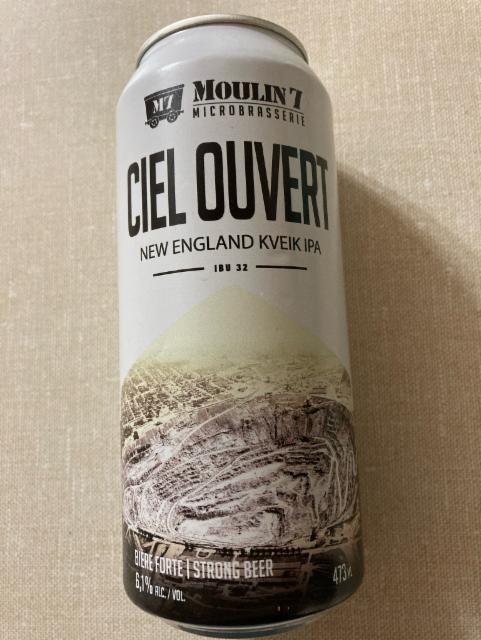 M7
MOULIN 7
MICROBRASSERIE
CIEL OUVERT
NEW ENGLAND KVEIK IPA
IBU 32
BIÈRE FORTE | STRONG BEER
6,1% ALC. / VOL.
473 mL